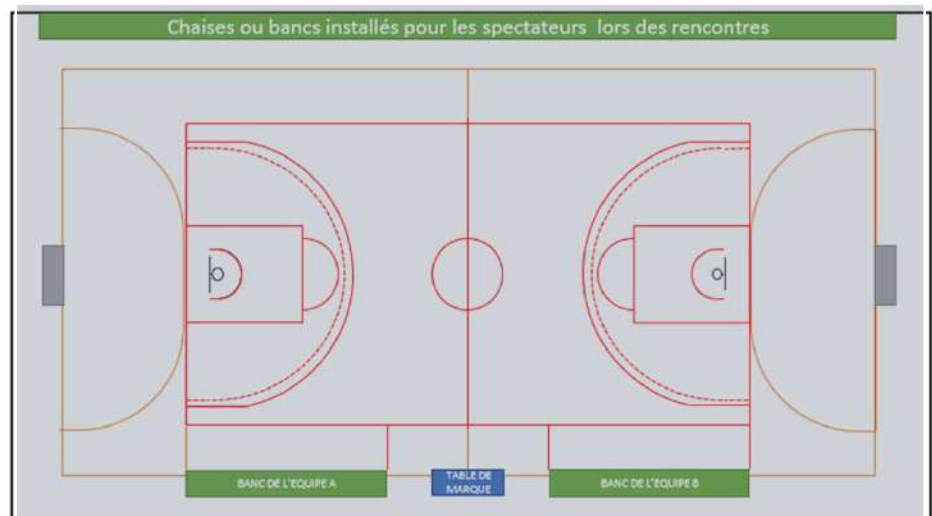 Chaises ou bancs installés pour les spectateurs lors des rencontres
BANC DE L'EQUIPE A
TABLE DE
MARQUE
BANC DE L'EQUIPE B